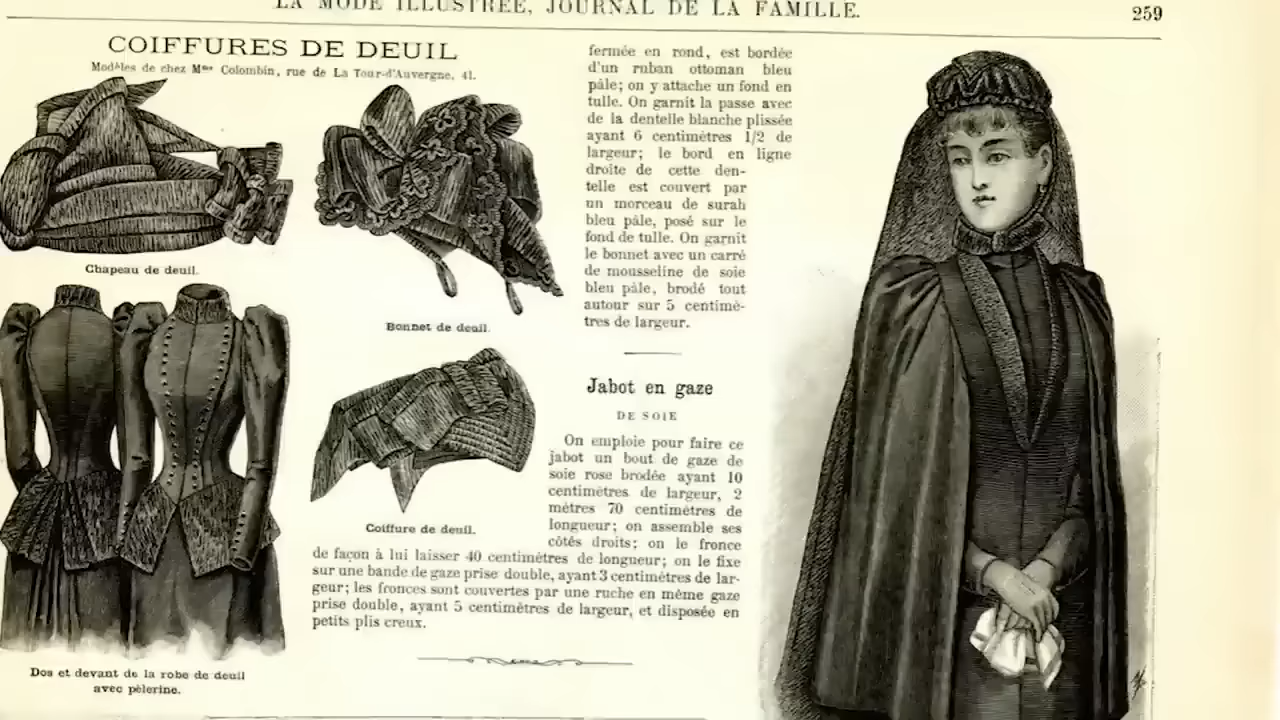 LA MODE ILLUSTRÉE, JOURNAL DE LA FAMILLE.
259
COIFFURES DE DEUIL
Modèles de chez Mme Colombin, rue de La Tour-d'Auvergne, 41.
Chapeau de deuil.
Bonnet de deuil.
Coiffure de deuil.
Dos et devant de la robe de deuil
avec pèlerine.
fermée en rond, est bordée
d'un ruban ottoman bleu
pâle; on y attache un fond en
tulle. On garnit la passe avec
de la dentelle blanche plissée
ayant 6 centimètres 1/2 de
largeur; le bord en ligne
droite de cette den-
telle est couvert par
un morceau de surah
bleu pâle, posé sur le
fond de tulle. On garnit
le bonnet avec un carré
de mousseline de soie
bleu pâle, brodé tout
autour sur 5 centimè-
tres de largeur.
Jabot en gaze
DE SOIE
On emploie pour faire ce
jabot un bout de gaze de
soie rose brodée ayant 10
centimètres de largeur, 2
mètres 70 centimètres de
longueur; on assemble ses
côtés droits; on le fronce
de façon à lui laisser 40 centimètres de longueur; on le fixe
sur une bande de gaze prise double, ayant 3 centimètres de lar-
geur; les fronces sont couvertes par une ruche en même gaze
prise double, ayant 5 centimètres de largeur, et disposée en
petits plis creux.